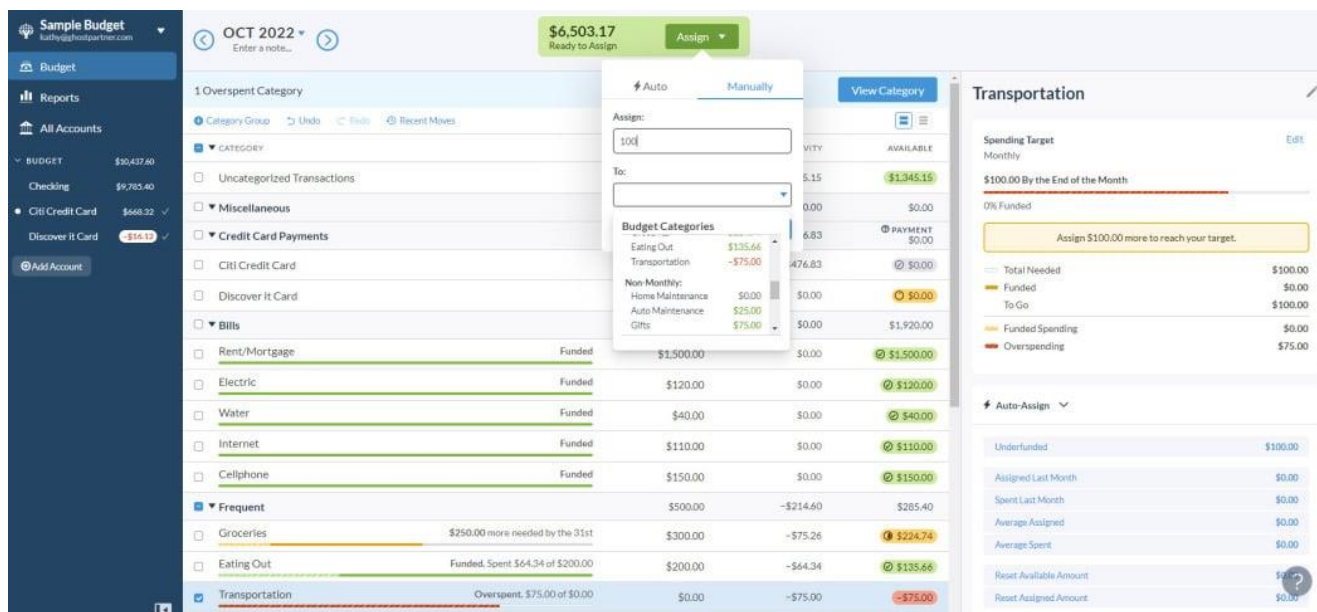 Sample Budget
kathy@ghostpartner.com
Budget
Reports
All Accounts
BUDGET $10,437.60
Checking $9,785.40
Citi Credit Card $668.32
Discover it Card -$16.12
Add Account
OCT 2022
Enter a note...
$6,503.17
Ready to Assign
Assign
1 Overspent Category
View Category
Category Group Undo Redo Recent Moves
CATEGORY VITY AVAILABLE
Uncategorized Transactions 5.15 $1,345.15
Miscellaneous 0.00 $0.00
Credit Card Payments 6.83 PAYMENT
$0.00
Citi Credit Card 476.83 $0.00
Discover it Card $0.00 $0.00
Bills $0.00 $1,920.00
Rent/Mortgage Funded $1,500.00 $0.00 $1,500.00
Electric Funded $120.00 $0.00 $120.00
Water Funded $40.00 $0.00 $40.00
Internet Funded $110.00 $0.00 $110.00
Cellphone Funded $150.00 $0.00 $150.00
Frequent $500.00 -$214.60 $285.40
Groceries $250.00 more needed by the 31st $300.00 -$75.26 $224.74
Eating Out Funded. Spent $64.34 of $200.00 $200.00 -$64.34 $135.66
Transportation Overspent. $75.00 of $0.00 $0.00 -$75.00 -$75.00
Auto Manually
Assign:
100
To:
Budget Categories
Eating Out $135.66
Transportation -$75.00
Non-Monthly:
Home Maintenance $0.00
Auto Maintenance $25.00
Gifts $75.00
Transportation
Spending Target Edit
Monthly
$100.00 By the End of the Month
0% Funded
Assign $100.00 more to reach your target.
Total Needed $100.00
Funded $0.00
To Go $100.00
Funded Spending $0.00
Overspending $75.00
Auto-Assign
Underfunded $100.00
Assigned Last Month $0.00
Spent Last Month $0.00
Average Assigned $0.00
Average Spent $0.00
Reset Available Amount
Reset Assigned Amount $0.00
?